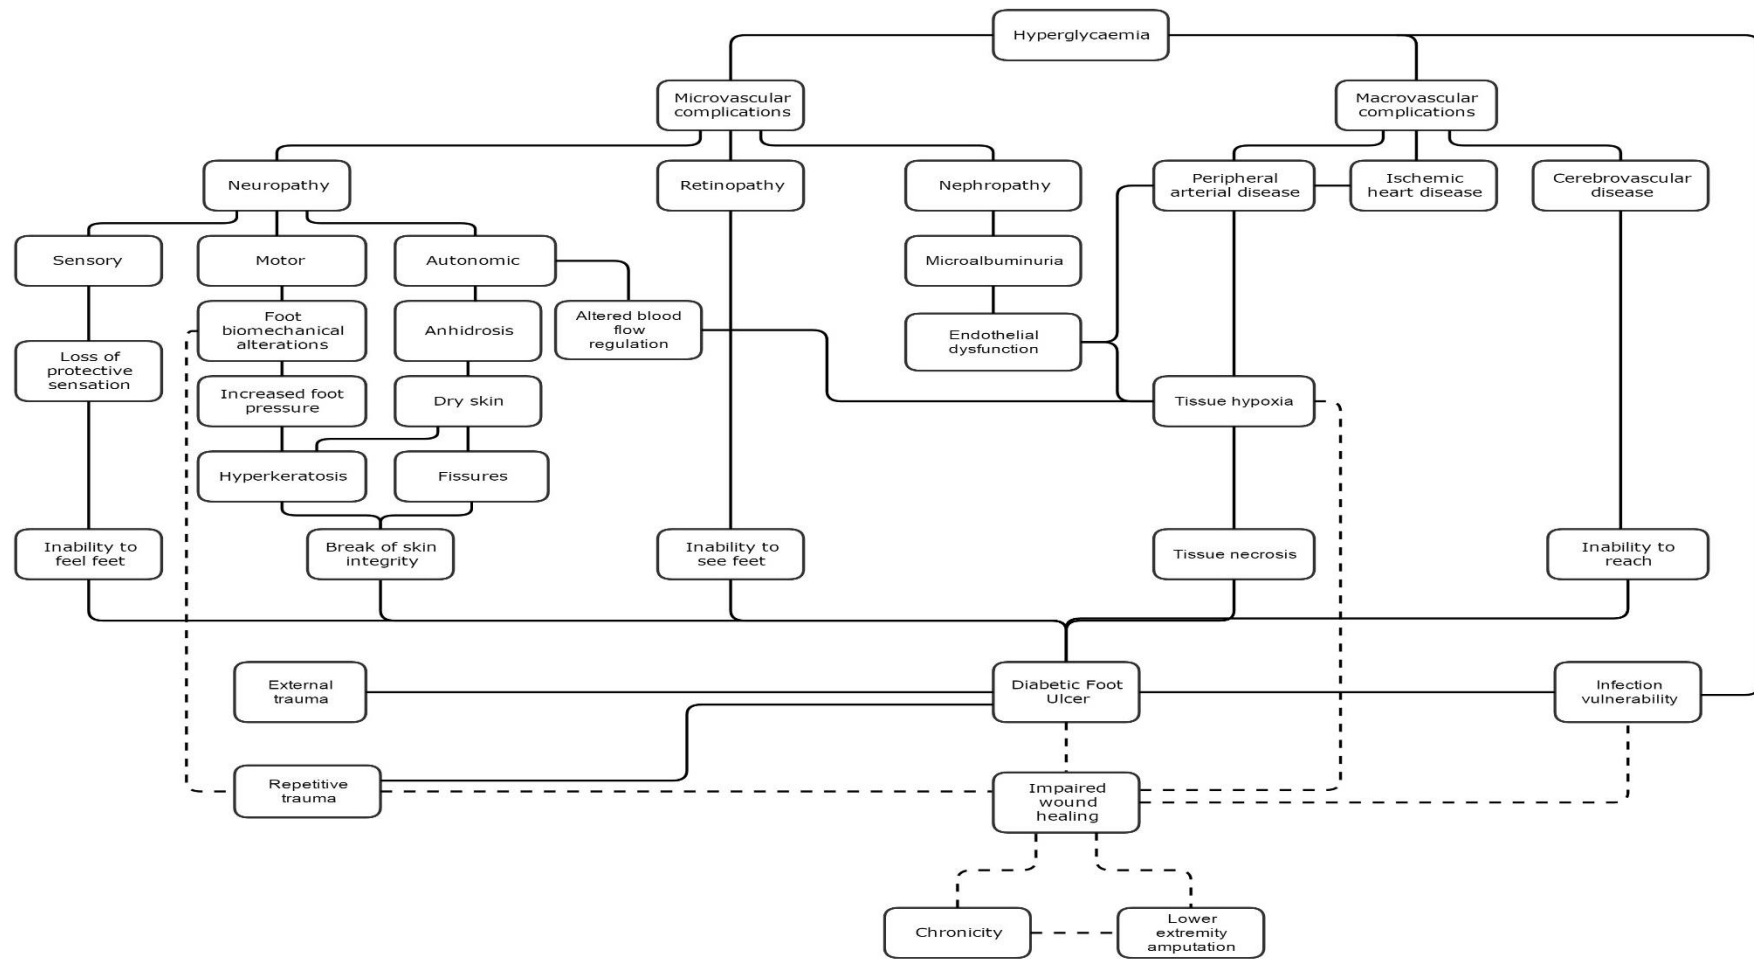 Hyperglycaemia
Microvascular
complications
Macrovascular
complications
Neuropathy
Retinopathy
Nephropathy
Peripheral
arterial disease
Ischemic
heart disease
Cerebrovascular
disease
Sensory
Motor
Autonomic
Microalbuminuria
Foot
biomechanical
alterations
Anhidrosis
Altered blood
flow
regulation
Endothelial
dysfunction
Loss of
protective
sensation
Increased foot
pressure
Dry skin
Tissue hypoxia
Hyperkeratosis
Fissures
Inability to
feel feet
Break of skin
integrity
Inability to
see feet
Tissue necrosis
Inability to
reach
External
trauma
Diabetic Foot
Ulcer
Infection
vulnerability
Repetitive
trauma
Impaired
wound
healing
Chronicity
Lower
extremity
amputation